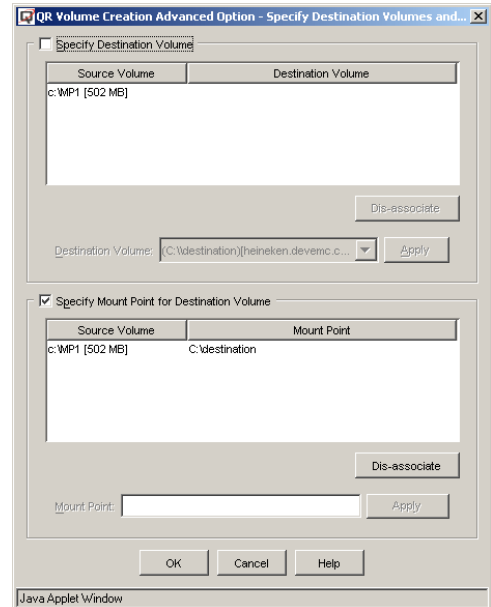 QR Volume Creation Advanced Option - Specify Destination Volumes and...
Specify Destination Volume
Source Volume Destination Volume
c:\MP1 [502 MB]
Dis-associate
Destination Volume: (C:\\destination)[heineken.devemc.c... Apply
Specify Mount Point for Destination Volume
Source Volume Mount Point
c:\MP1 [502 MB] C:\destination
Dis-associate
Mount Point: Apply
OK Cancel Help
Java Applet Window